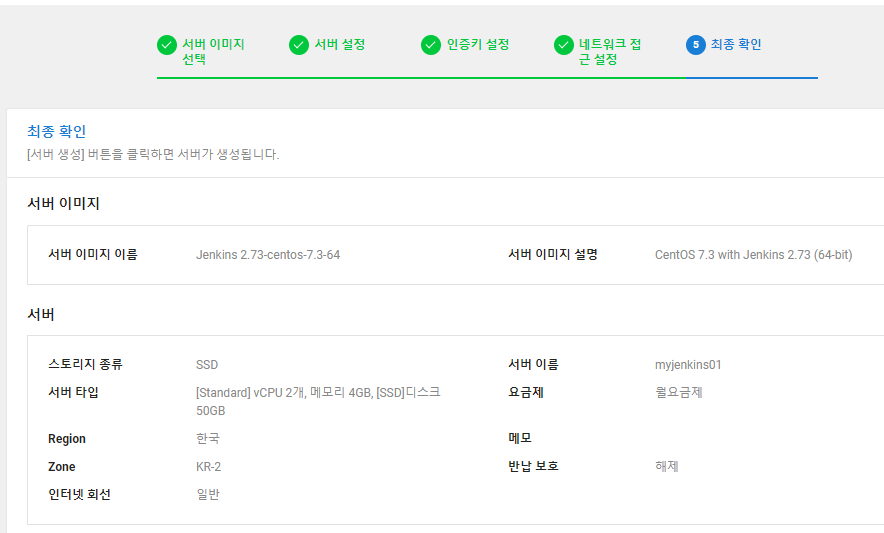 서버 이미지
선택
서버 설정
인증키 설정
네트워크 접
근 설정
5 최종 확인
최종 확인
[서버 생성] 버튼을 클릭하면 서버가 생성됩니다.
서버 이미지
서버 이미지 이름 Jenkins 2.73-centos-7.3-64 서버 이미지 설명 CentOS 7.3 with Jenkins 2.73 (64-bit)
서버
스토리지 종류 SSD 서버 이름 myjenkins01
서버 타입 [Standard] vCPU 2개, 메모리 4GB, [SSD]디스크 요금제 월요금제
50GB
Region 한국 메모
Zone KR-2 반납 보호 해제
인터넷 회선 일반